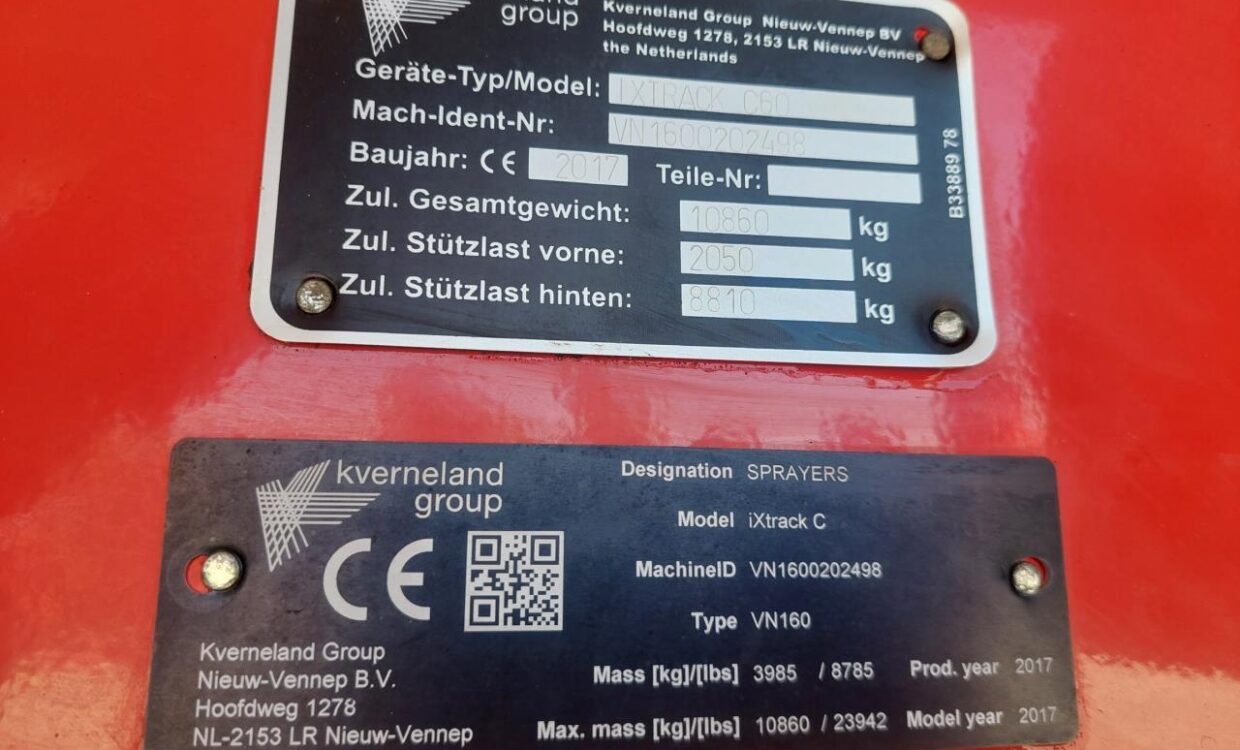 group
Kverneland Group Nieuw-Vennep BV
Hoofdweg 1278, 2153 LR Nieuw-Vennep
the Netherlands
Geräte-Typ/Model: IXTRACK C60
Mach-Ident-Nr: VN1600202498
Baujahr: CE 2017 Teile-Nr:
Zul. Gesamtgewicht: 10860 kg
Zul. Stützlast vorne: 2050 kg
Zul. Stützlast hinten: 8810 kg
B33889 78
kverneland
group
CE
Kverneland Group
Nieuw-Vennep B.V.
Hoofdweg 1278
NL-2153 LR Nieuw-Vennep
Designation SPRAYERS
Model iXtrack C
MachineID VN1600202498
Type VN160
Mass [kg]/[lbs] 3985 / 8785 Prod. year 2017
Max. mass [kg]/[lbs] 10860 / 23942 Model year 2017